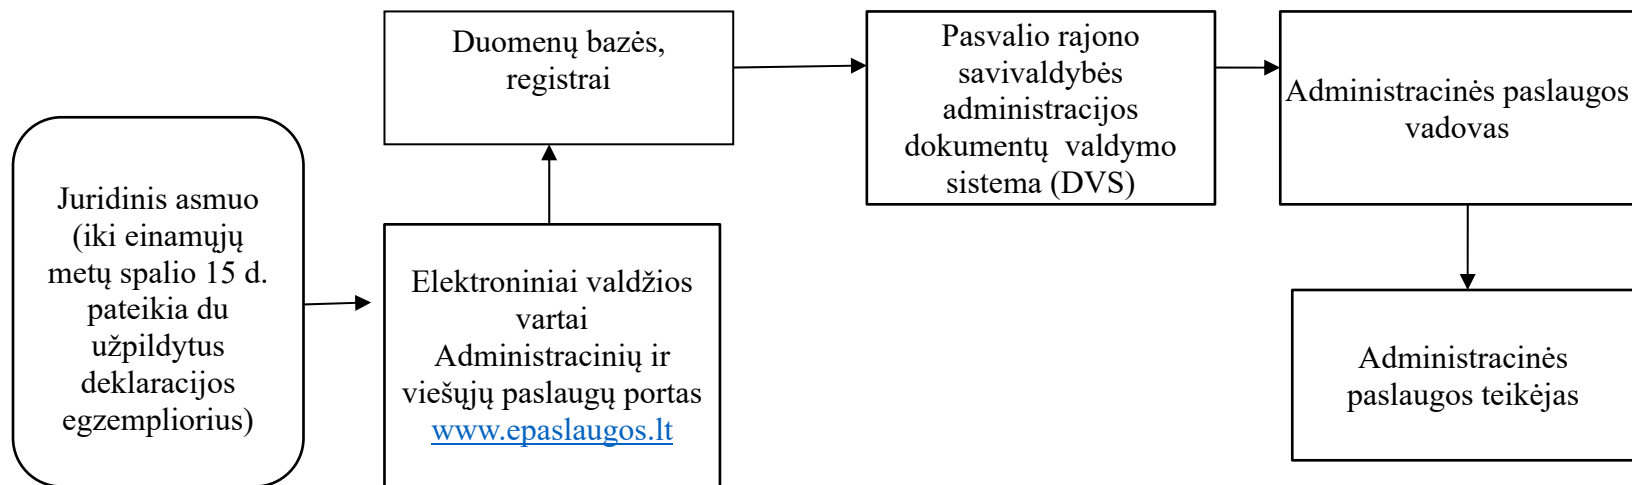 Juridinis asmuo
(iki einamųjų
metų spalio 15 d.
pateikia du
užpildytus
deklaracijos
egzempliorius)
Elektroniniai valdžios
vartai
Administracinių ir
viešųjų paslaugų portas
www.epaslaugos.lt
Duomenų bazės,
registrai
Pasvalio rajono
savivaldybės
administracijos
dokumentų valdymo
sistema (DVS)
Administracinės paslaugos
vadovas
Administracinės
paslaugos teikėjas